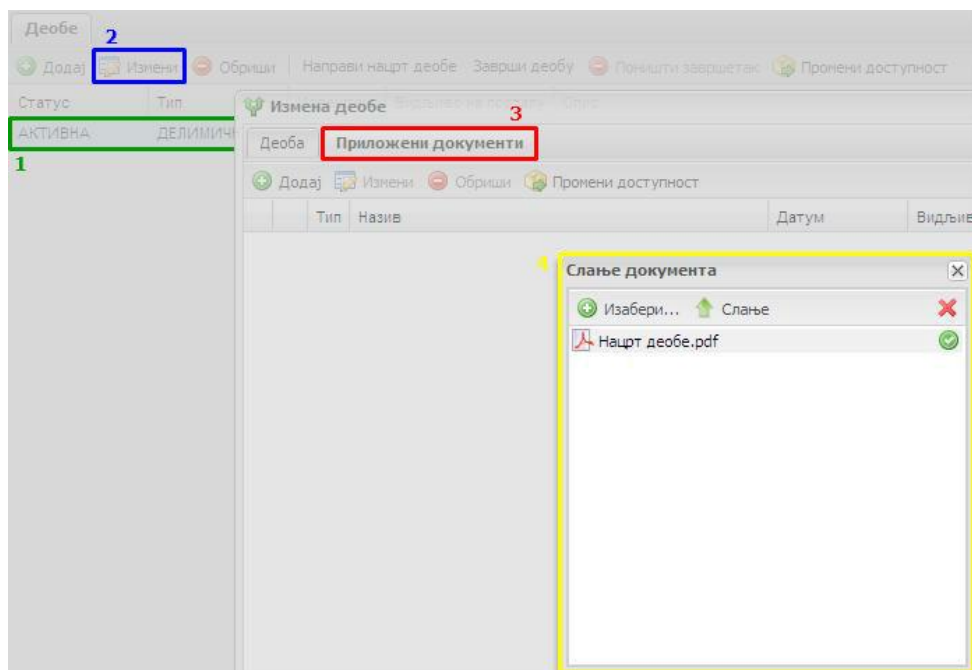 Деобе
2
Додај Измени Обриши Направи нацрт деобе Заврши деобу Поништи завршетак Промени доступност
Статус Тип Опис
Измена деобе
3
АКТИВНА ДЕЛИМИЧН
1
Деоба Приложени документи
Додај Измени Обриши Промени доступност
Тип Назив Датум Видљив
Слање документа
Изабери... Слање
Нацрт деобе.pdf